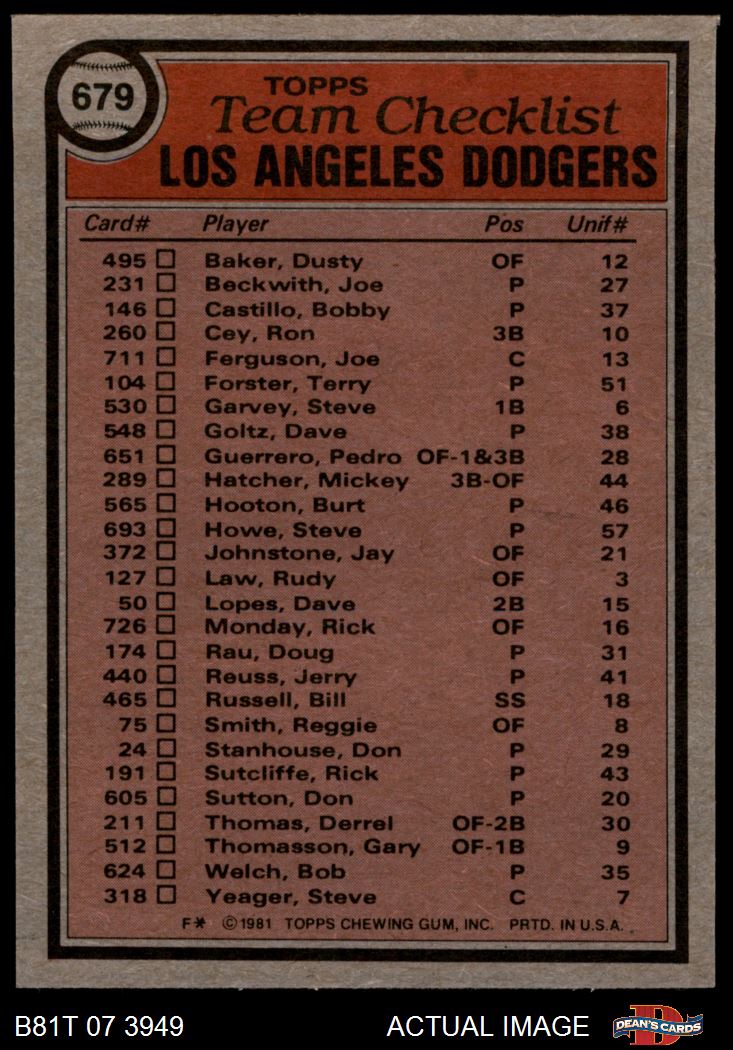 679
TOPPS
Team Checklist
LOS ANGELES DODGERS
Card# Player Pos Unif#
495 Baker, Dusty OF 12
231 Beckwith, Joe P 27
146 Castillo, Bobby P 37
260 Cey, Ron 3B 10
711 Ferguson, Joe C 13
104 Forster, Terry P 51
530 Garvey, Steve 1B 6
548 Goltz, Dave P 38
651 Guerrero, Pedro OF-1&3B 28
289 Hatcher, Mickey 3B-OF 44
565 Hooton, Burt P 46
693 Howe, Steve P 57
372 Johnstone, Jay OF 21
127 Law, Rudy OF 3
50 Lopes, Dave 2B 15
726 Monday, Rick OF 16
174 Rau, Doug P 31
440 Reuss, Jerry P 41
465 Russell, Bill SS 18
75 Smith, Reggie OF 8
24 Stanhouse, Don P 29
191 Sutcliffe, Rick P 43
605 Sutton, Don P 20
211 Thomas, Derrel OF-2B 30
512 Thomasson, Gary OF-1B 9
624 Welch, Bob P 35
318 Yeager, Steve C 7
F* ©1981 TOPPS CHEWING GUM, INC. PRTD. IN U.S.A.
B81T 07 3949 ACTUAL IMAGE DEAN'S CARDS